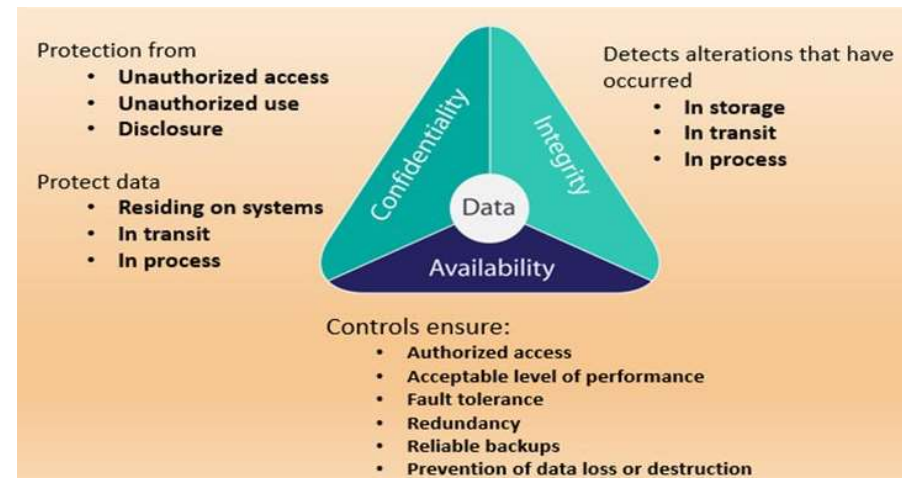 Protection from
• Unauthorized access
• Unauthorized use
• Disclosure
Protect data
• Residing on systems
• In transit
• In process
Confidentiality
Integrity
Data
Availability
Detects alterations that have
occurred
• In storage
• In transit
• In process
Controls ensure:
• Authorized access
• Acceptable level of performance
• Fault tolerance
• Redundancy
• Reliable backups
• Prevention of data loss or destruction